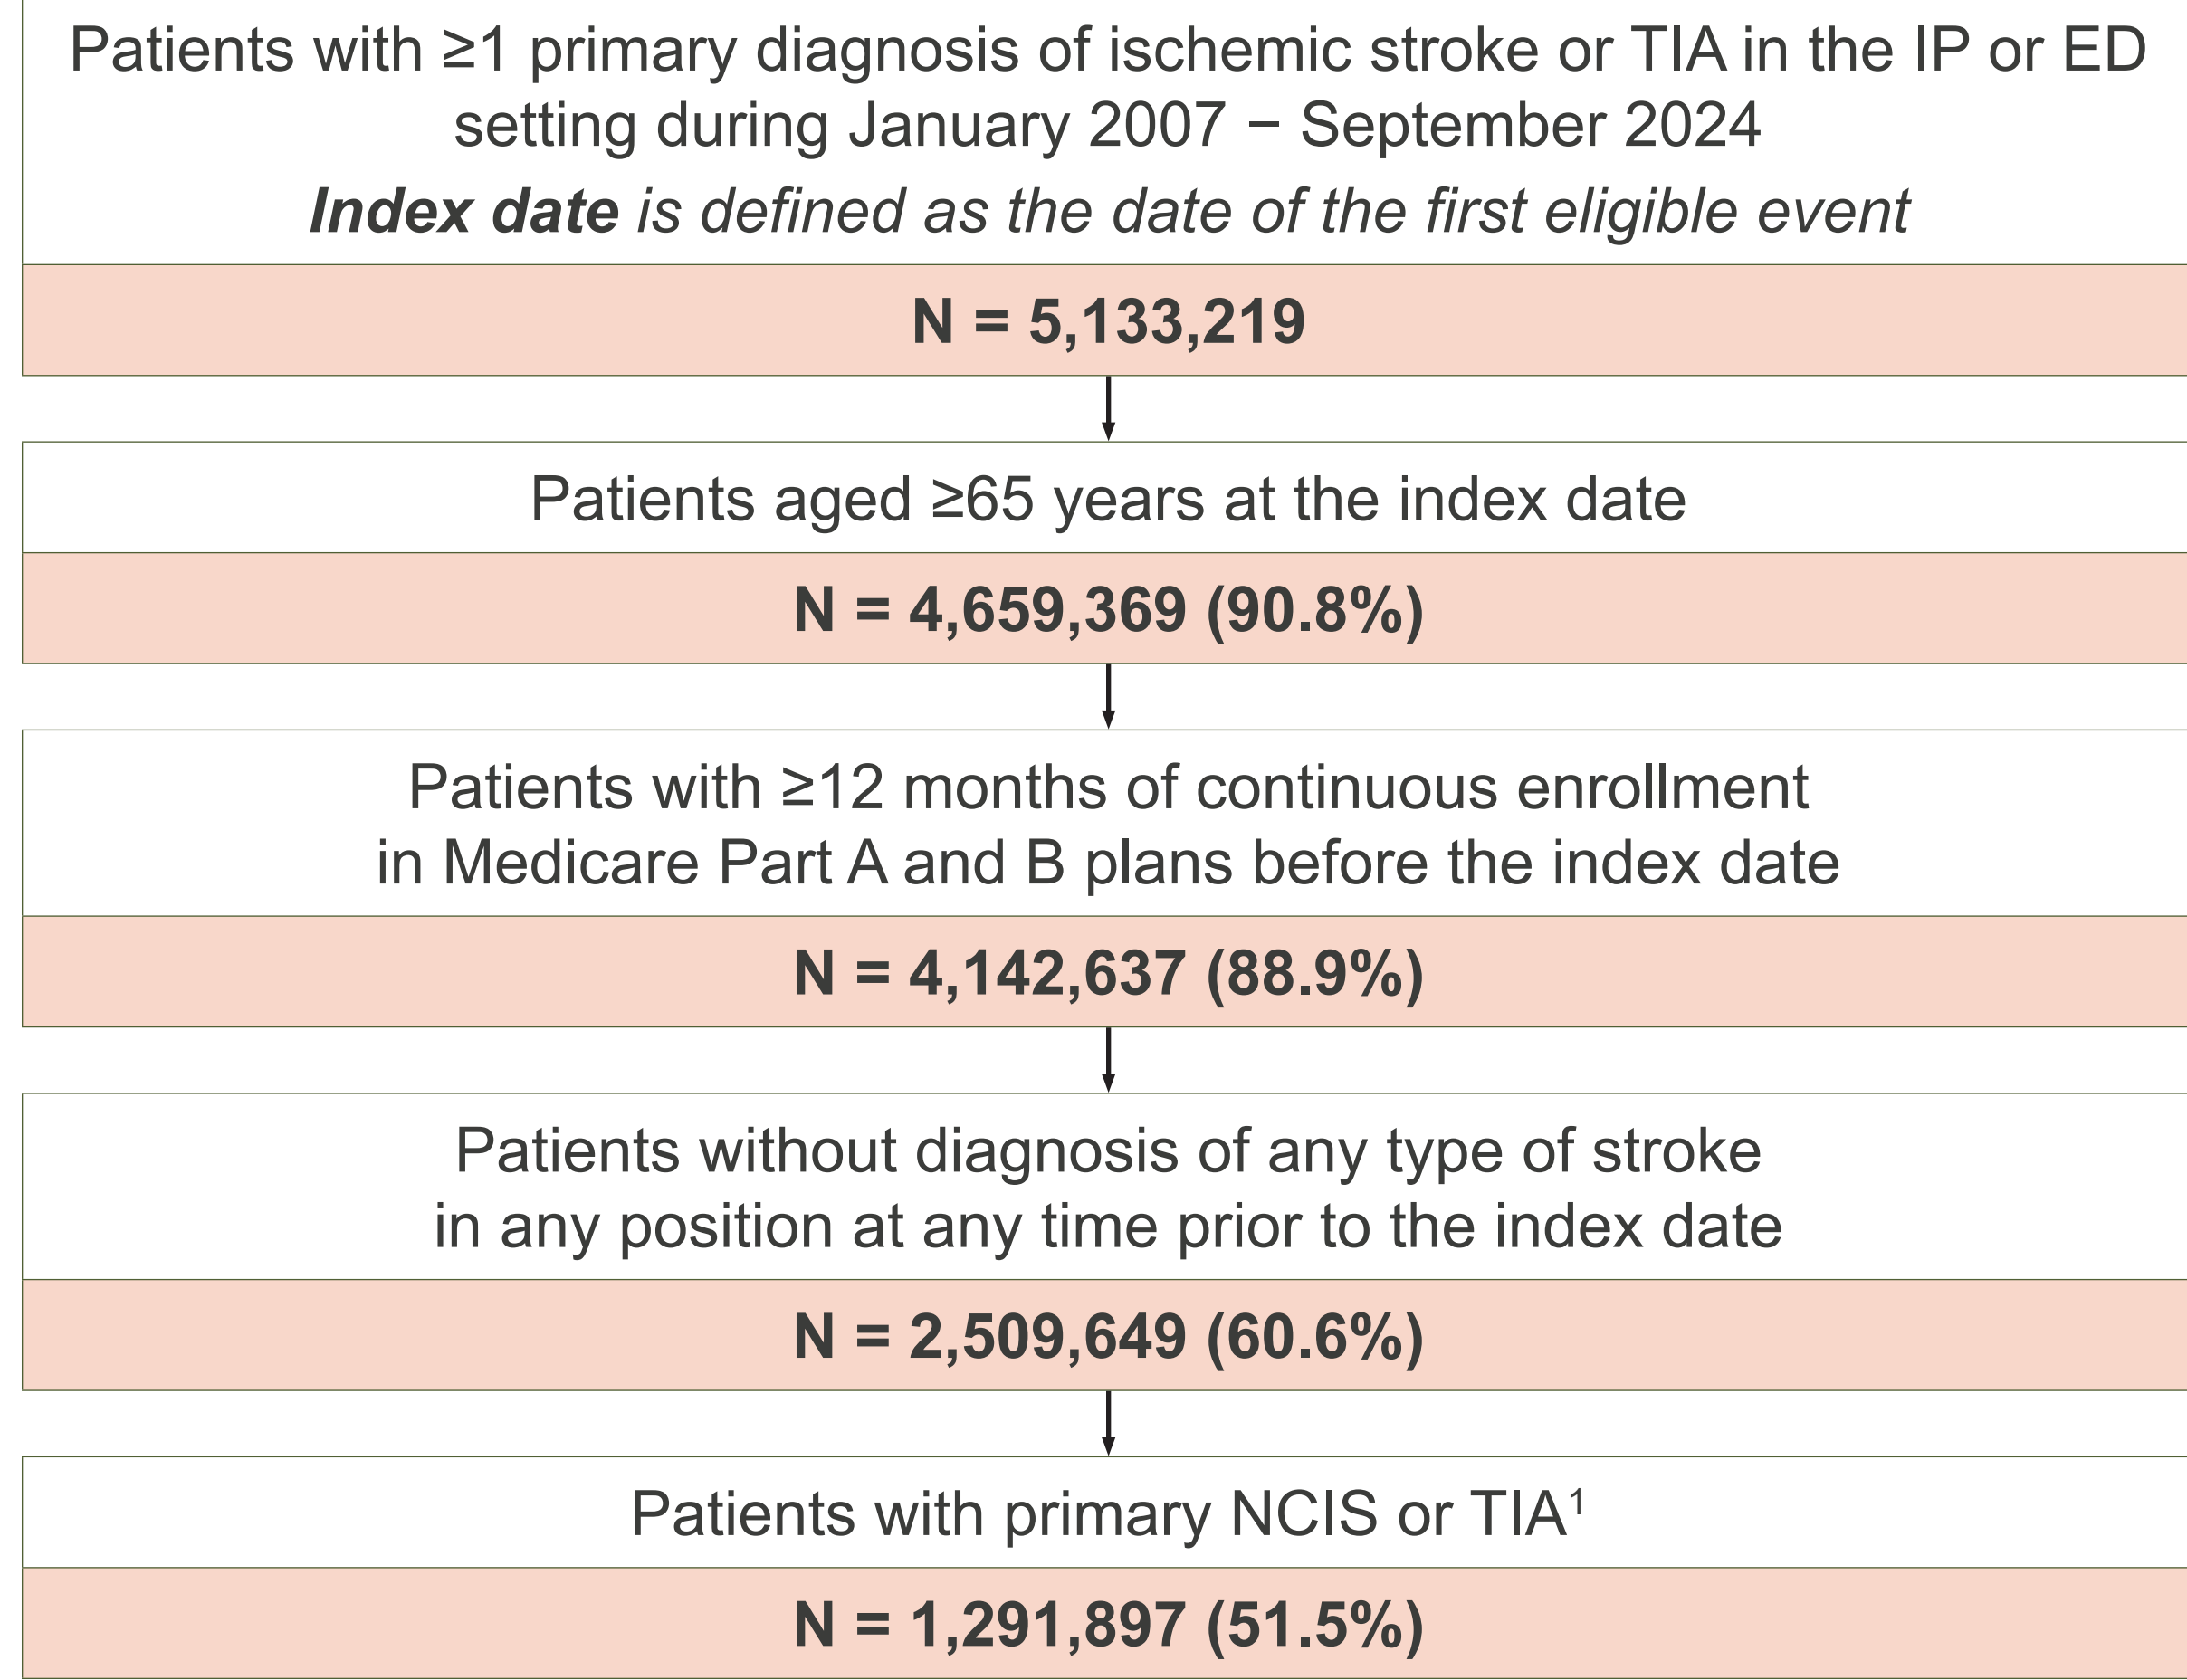 Patients with ≥1 primary diagnosis of ischemic stroke or TIA in the IP or ED
setting during January 2007 – September 2024
Index date is defined as the date of the first eligible event
N = 5,133,219
Patients aged ≥65 years at the index date
N = 4,659,369 (90.8%)
Patients with ≥12 months of continuous enrollment
in Medicare Part A and B plans before the index date
N = 4,142,637 (88.9%)
Patients without diagnosis of any type of stroke
in any position at any time prior to the index date
N = 2,509,649 (60.6%)
Patients with primary NCIS or TIA¹
N = 1,291,897 (51.5%)